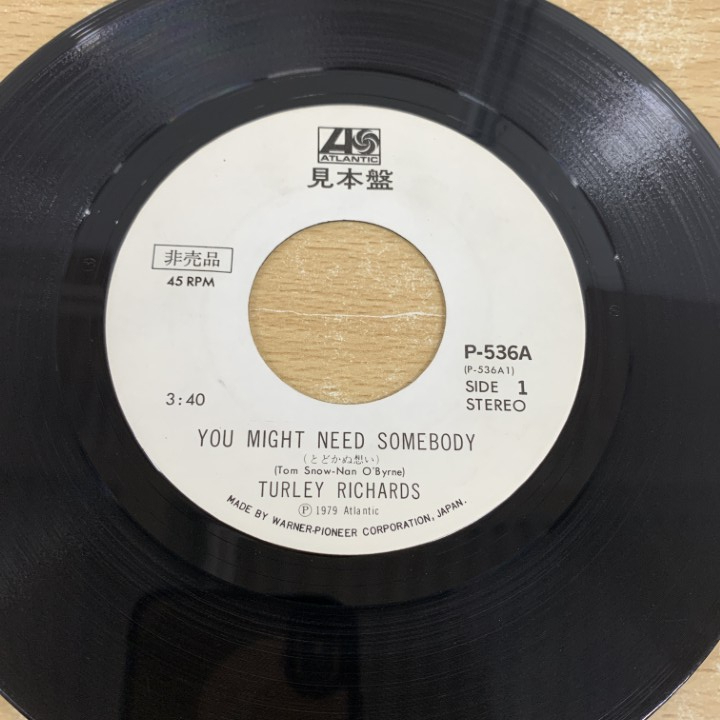 ATLANTIC
見本盤
非売品
45 RPM
P-536A
(P-536A1)
SIDE 1
STEREO
3:40
YOU MIGHT NEED SOMEBODY
(とどかぬ想い)
(Tom Snow-Nan O'Byrne)
TURLEY RICHARDS
Ⓟ 1979 Atlantic
MADE BY WARNER-PIONEER CORPORATION, JAPAN.